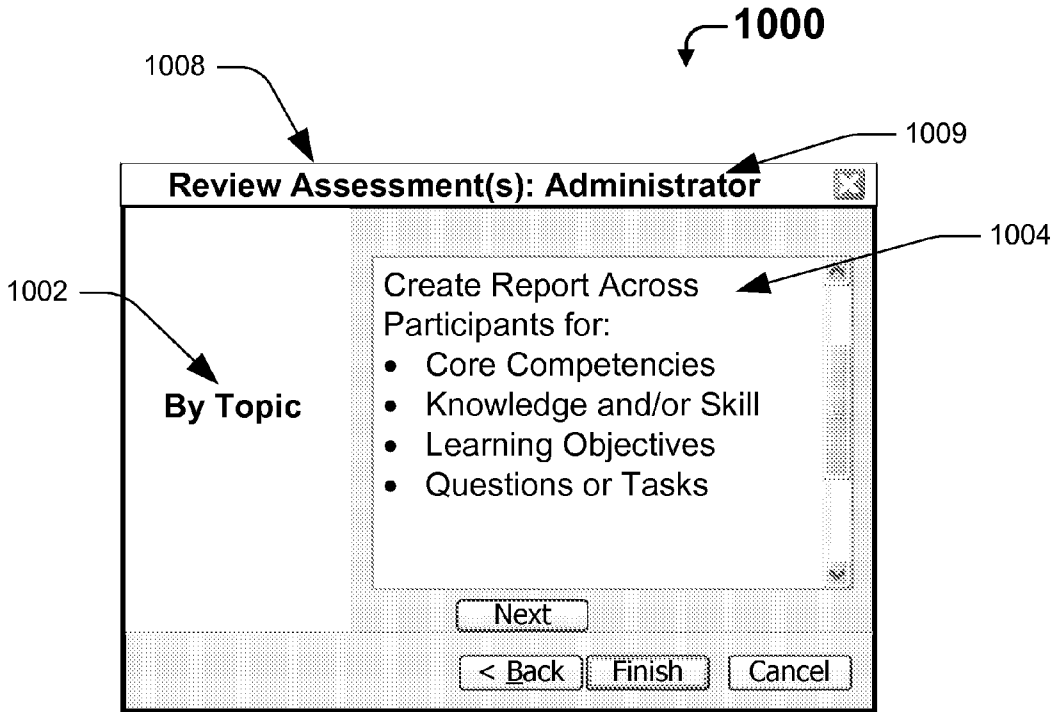 1000
1008
1009
Review Assessment(s): Administrator
1004
Create Report Across
Participants for:
1002
• Core Competencies
By Topic
• Knowledge and/or Skill
• Learning Objectives
• Questions or Tasks
Next
< Back
Finish
Cancel